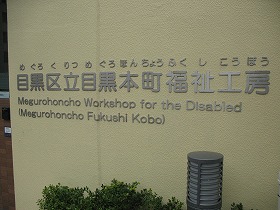 めぐろくりつめぐろほんちょうふくしこうぼう
目黒区立目黒本町福祉工房
Megurohoncho Workshop for the Disabled
(Megurohoncho Fukushi Kobo)